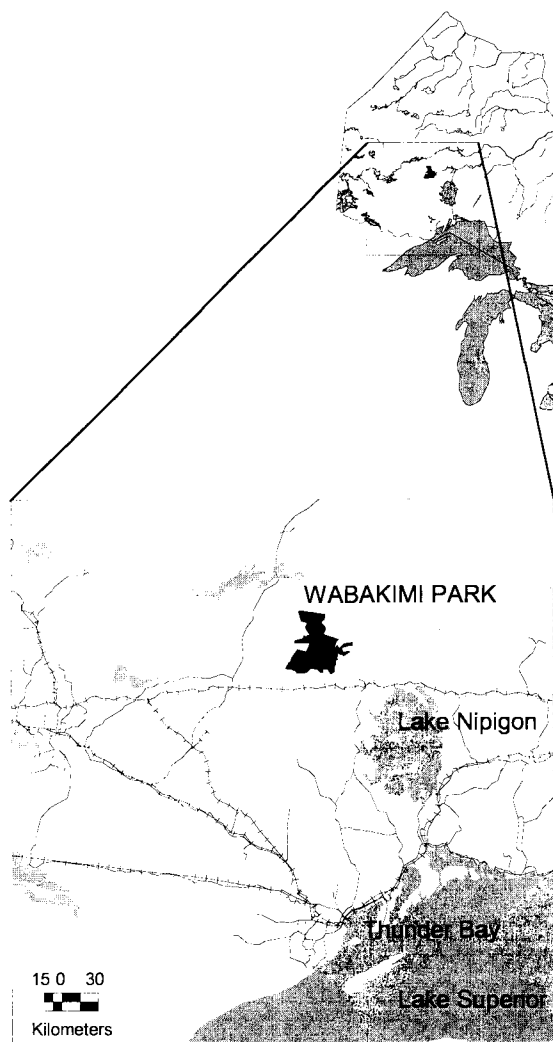 WABAKIMI PARK
Lake Nipigon
Thunder Bay
Lake Superior
15 0 30
Kilometers